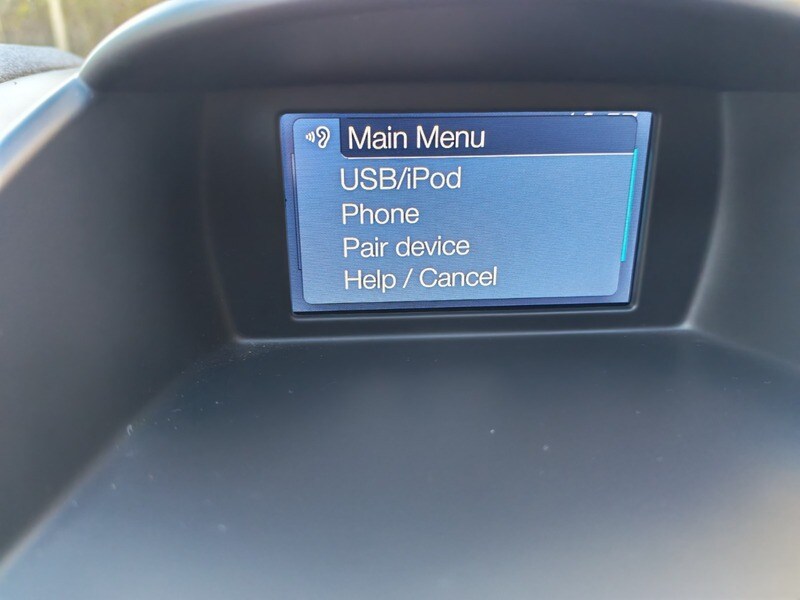 Main Menu
USB/iPod
Phone
Pair device
Help / Cancel